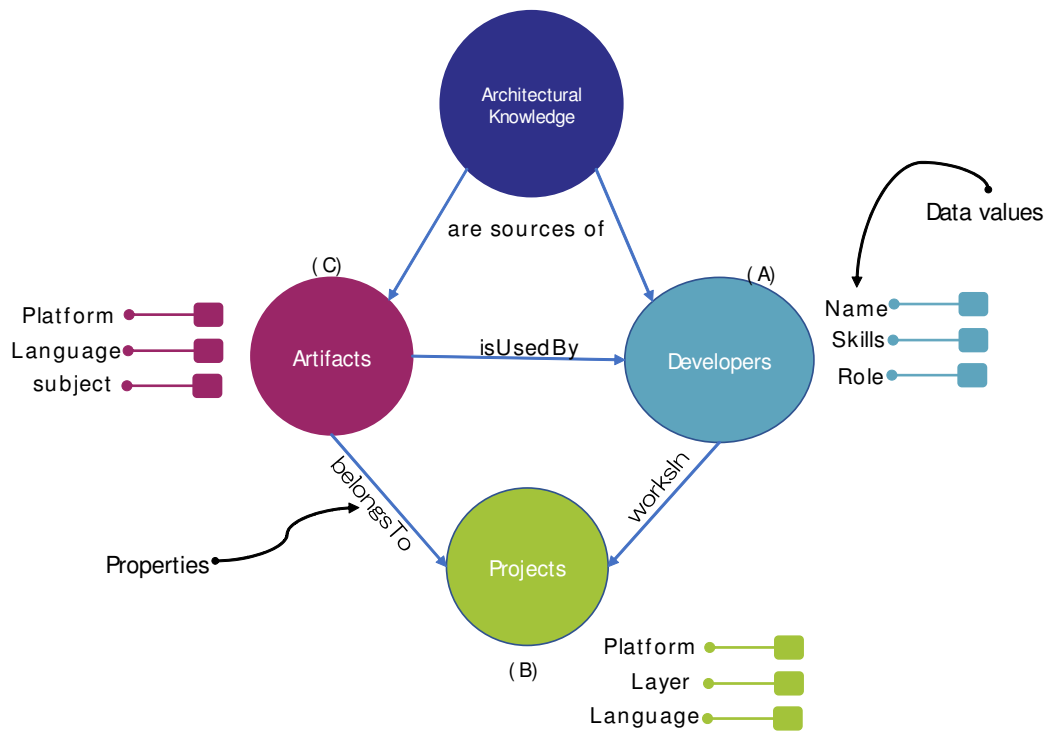 Architectural
Knowledge
Data values
are sources of
(C)
(A)
Platform
Language
subject
Artifacts
isUsedBy
Developers
Name
Skills
Role
belongsTo
worksIn
Properties
Projects
(B)
Platform
Layer
Language